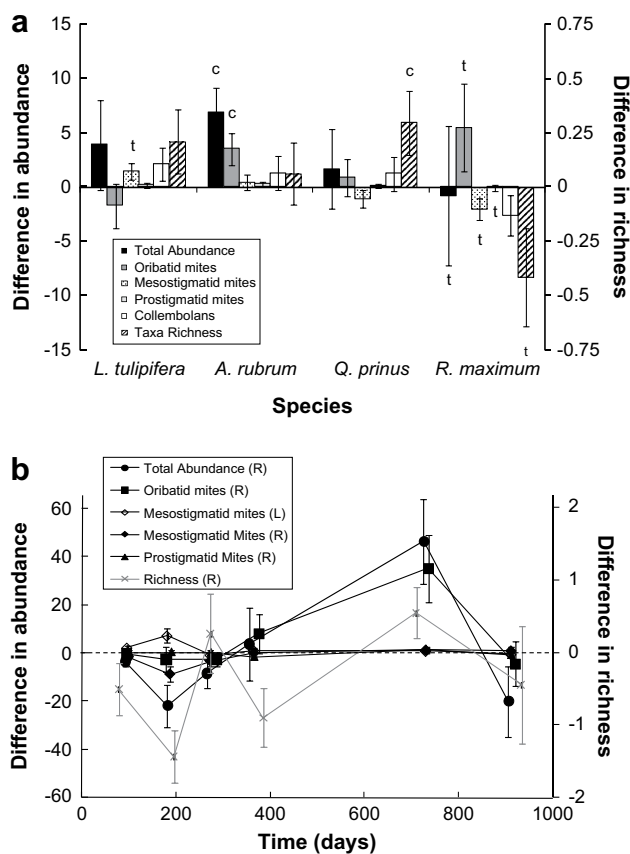 a
15
10
5
0
-5
-10
-15
Difference in abundance
0.75
0.50
0.25
0
-0.25
-0.50
-0.75
Difference in richness
t
c
c
c
t
t
t
t
t
Total Abundance
Oribatid mites
Mesostigmatid mites
Prostigmatid mites
Collembolans
Taxa Richness
L. tulipifera A. rubrum Q. prinus R. maximum
Species
b
Total Abundance (R)
Oribatid mites (R)
Mesostigmatid mites (L)
Mesostigmatid Mites (R)
Prostigmatid Mites (R)
Richness (R)
60
40
20
0
-20
-40
-60
Difference in abundance
2
1
0
-1
-2
Difference in richness
0 200 400 600 800 1000
Time (days)